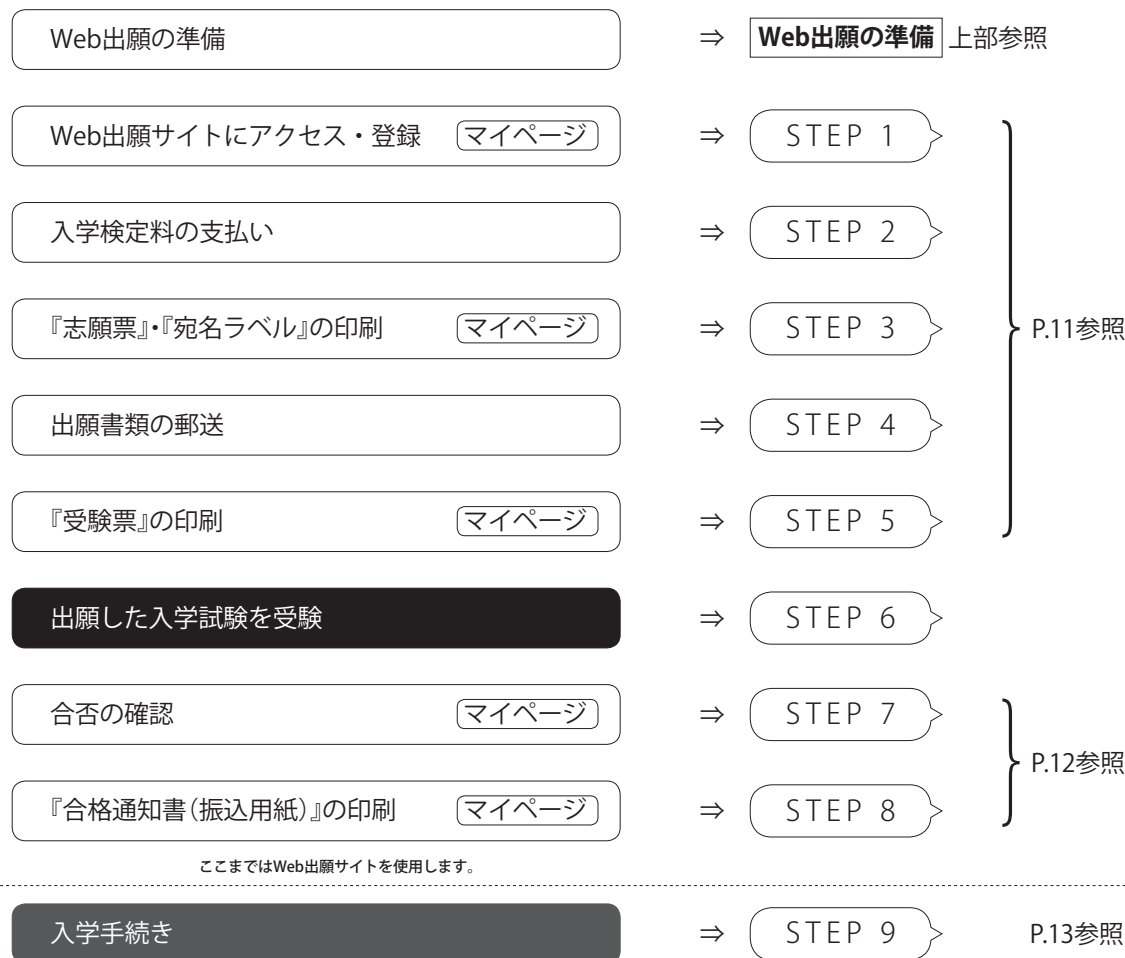 Web出願の準備 ⇒ Web出願の準備 上部参照
Web出願サイトにアクセス・登録 マイページ ⇒ STEP 1
入学検定料の支払い ⇒ STEP 2
『志願票』・『宛名ラベル』の印刷 マイページ ⇒ STEP 3
P.11参照
出願書類の郵送 ⇒ STEP 4
『受験票』の印刷 マイページ ⇒ STEP 5
出願した入学試験を受験 ⇒ STEP 6
合否の確認 マイページ ⇒ STEP 7
P.12参照
『合格通知書（振込用紙）』の印刷 マイページ ⇒ STEP 8
ここまではWeb出願サイトを使用します。
入学手続き ⇒ STEP 9 P.13参照